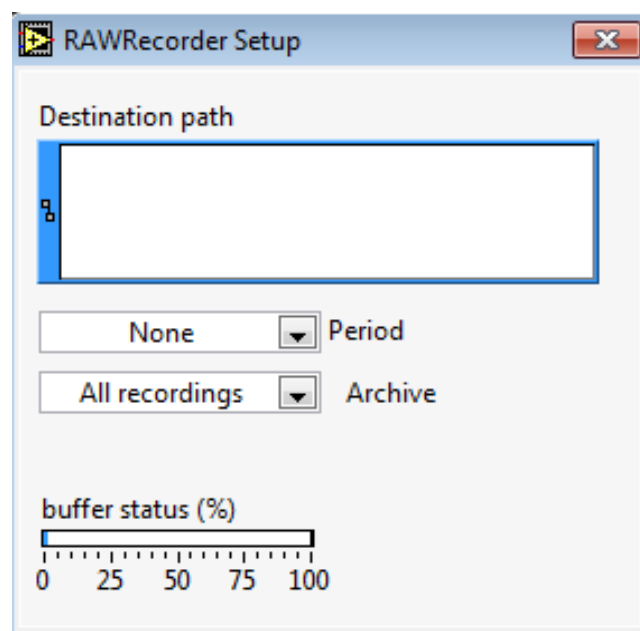 RAWRecorder Setup
Destination path
None Period
All recordings Archive
buffer status (%)
0 25 50 75 100